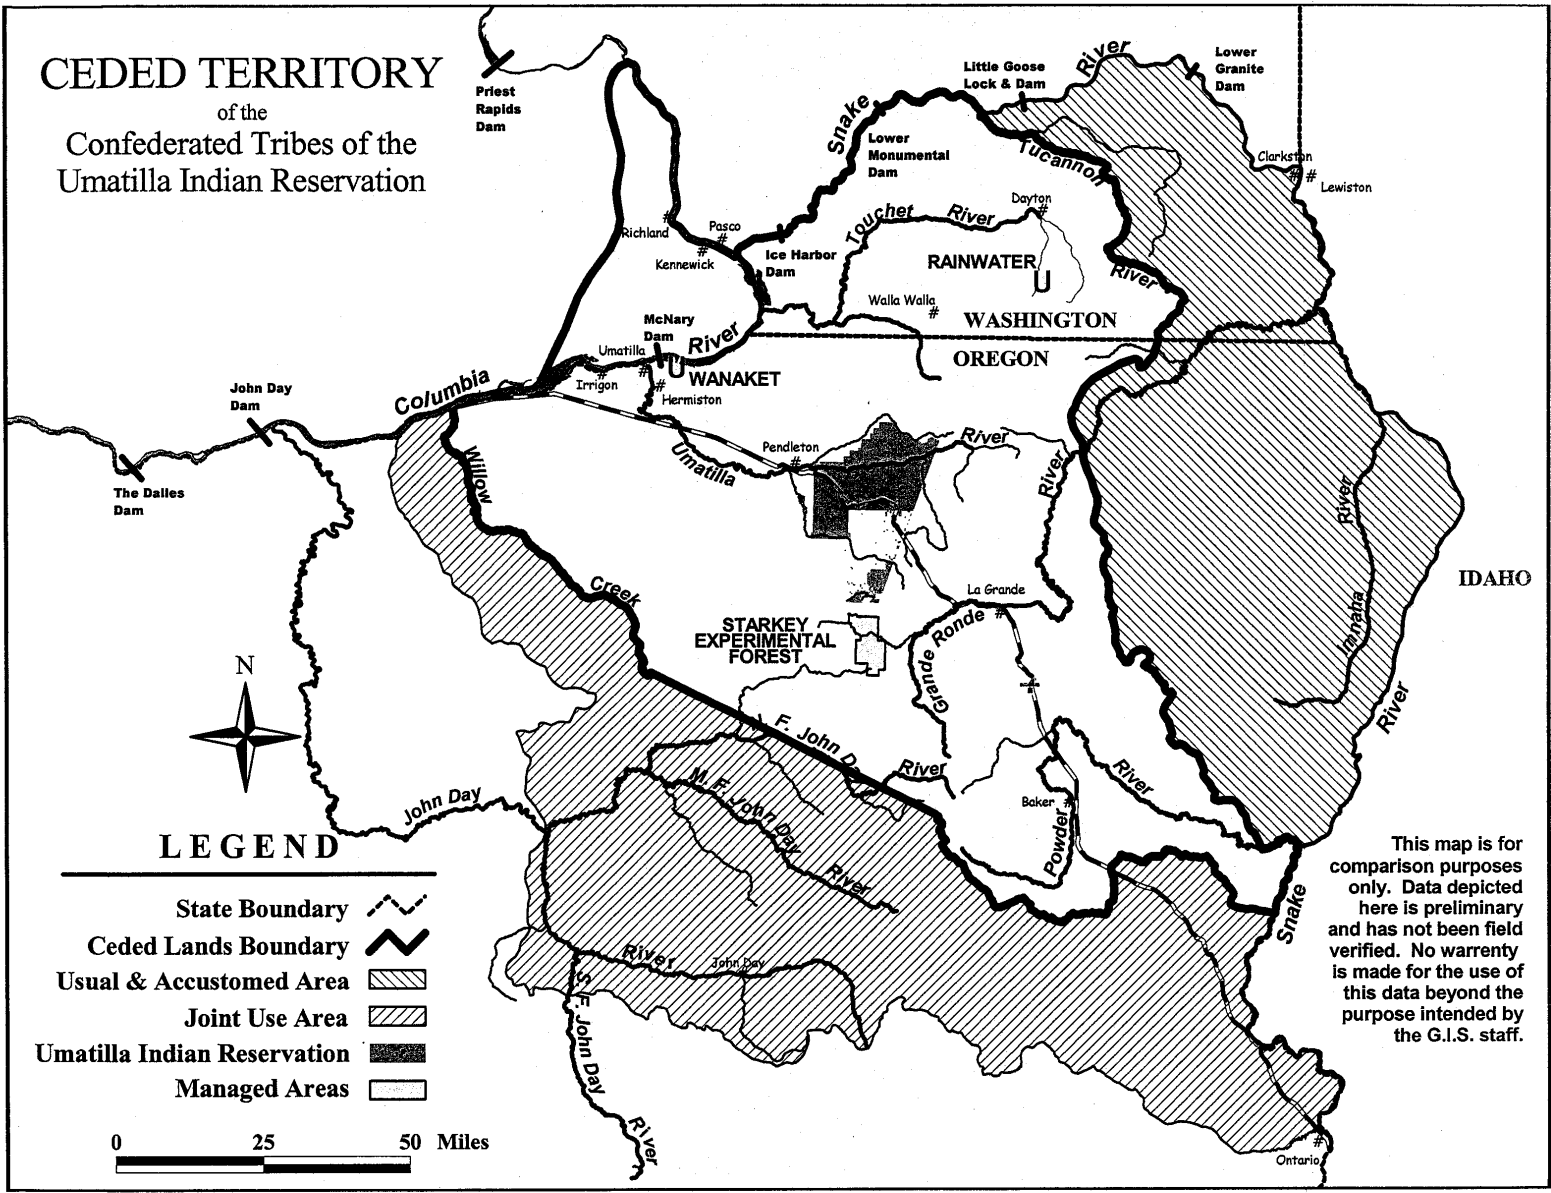 CEDED TERRITORY
of the
Confederated Tribes of the
Umatilla Indian Reservation
Priest
Rapids
Dam
Little Goose
Lock & Dam
River
Lower
Granite
Dam
Snake
Lower
Monumental
Dam
Tucannon
River
Clarkston
Lewiston
Dayton
Touchet
River
Richland
Pasco
Kennewick
Ice Harbor
Dam
RAINWATER
U
Walla Walla
WASHINGTON
OREGON
McNary
Dam
River
Umatilla
U
WANAKET
Irrigon
Hermiston
Columbia
John Day
Dam
The Dalles
Dam
Willow
Creek
Pendleton
Umatilla
River
River
River
Imnaha
IDAHO
La Grande
Grande Ronde
STARKEY
EXPERIMENTAL
FOREST
Grande
River
N
F. John Da
River
M. F. John Day
River
River
Baker
Powder
Snake
John Day
River
John Day
S. F. John Day
River
Ontario
LEGEND
State Boundary
Ceded Lands Boundary
Usual & Accustomed Area
Joint Use Area
Umatilla Indian Reservation
Managed Areas
0 25 50 Miles
This map is for
comparison purposes
only. Data depicted
here is preliminary
and has not been field
verified. No warrenty
is made for the use of
this data beyond the
purpose intended by
the G.I.S. staff.